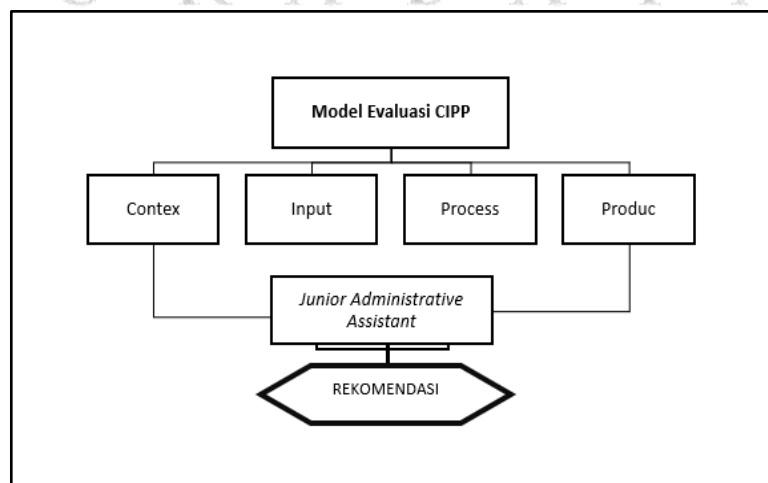 Model Evaluasi CIPP
Contex
Input
Process
Produc
Junior Administrative
Assistant
REKOMENDASI